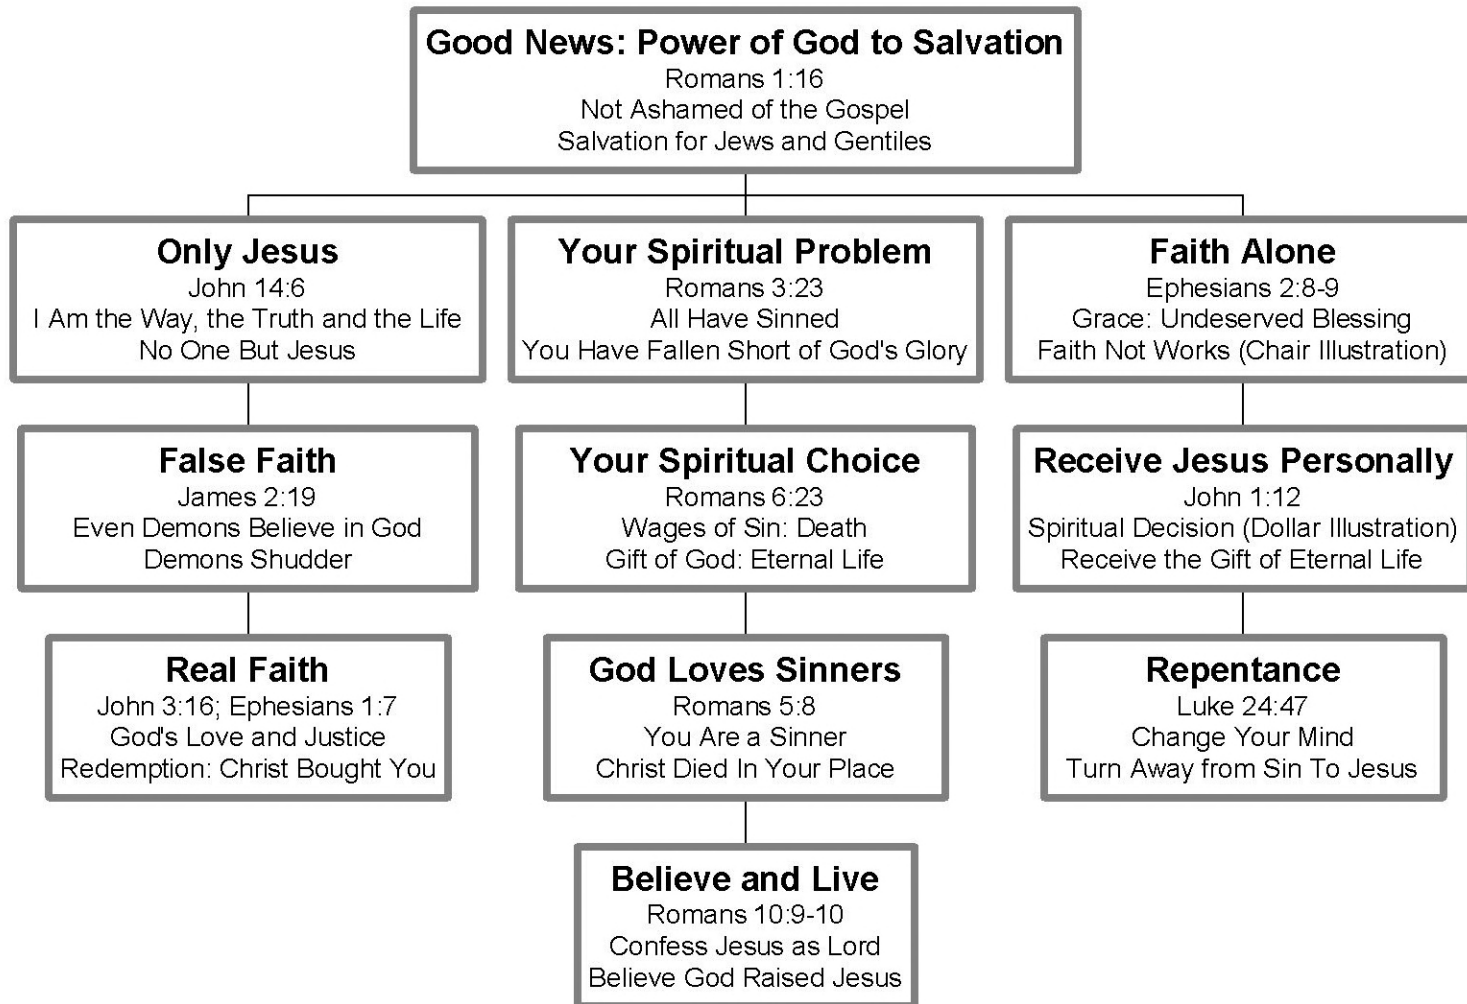 Good News: Power of God to Salvation
Romans 1:16
Not Ashamed of the Gospel
Salvation for Jews and Gentiles
Only Jesus
John 14:6
I Am the Way, the Truth and the Life
No One But Jesus
Your Spiritual Problem
Romans 3:23
All Have Sinned
You Have Fallen Short of God's Glory
Faith Alone
Ephesians 2:8-9
Grace: Undeserved Blessing
Faith Not Works (Chair Illustration)
False Faith
James 2:19
Even Demons Believe in God
Demons Shudder
Your Spiritual Choice
Romans 6:23
Wages of Sin: Death
Gift of God: Eternal Life
Receive Jesus Personally
John 1:12
Spiritual Decision (Dollar Illustration)
Receive the Gift of Eternal Life
Real Faith
John 3:16; Ephesians 1:7
God's Love and Justice
Redemption: Christ Bought You
God Loves Sinners
Romans 5:8
You Are a Sinner
Christ Died In Your Place
Repentance
Luke 24:47
Change Your Mind
Turn Away from Sin To Jesus
Believe and Live
Romans 10:9-10
Confess Jesus as Lord
Believe God Raised Jesus